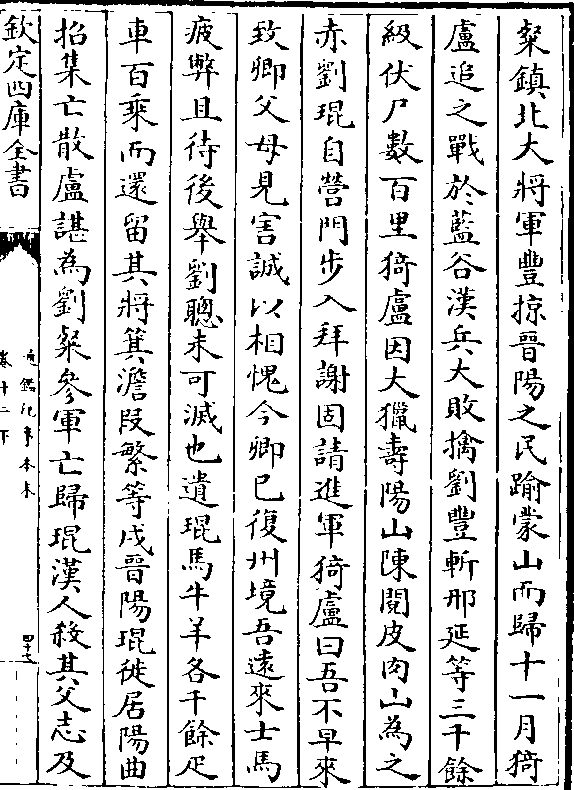 粲鎮北大將軍豐掠晉陽之民踰蒙山而歸十一月猗
盧追之戰於藍谷漢兵大敗擒劉豐斬邢延等三千餘
級伏尸數百里猗盧因大獵壽陽山陳閱皮肉山為之
赤劉琨自營門步入拜謝固請進軍猗盧曰吾不早來
致卿父母見害誠以相愧今卿已復州境吾遠來士馬
疲弊且待後舉劉聰未可滅也遺琨馬牛羊各千餘疋
車百乘而還留其將箕澹段繁等戍晉陽琨徙居陽曲
招集亡散盧諶為劉粲參軍亡歸琨漢人殺其父志及
欽定四庫全書
通鑑紀事本末
卷十二下